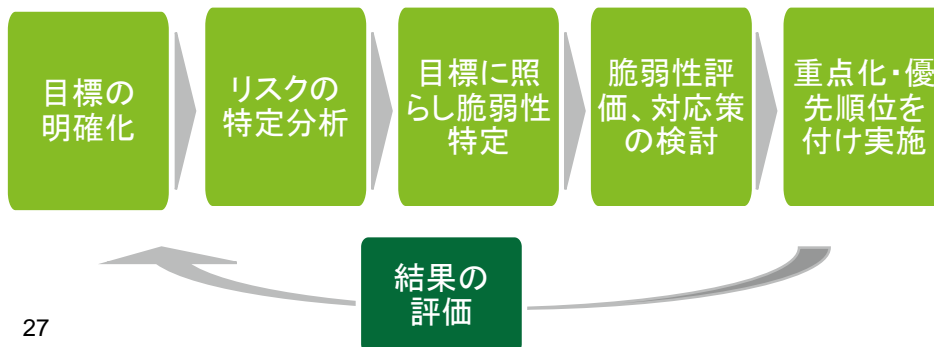 目標の
明確化
リスクの
特定分析
目標に照
らし脆弱性
特定
脆弱性評
価、対応策
の検討
重点化・優
先順位を
付け実施
結果の
評価
27